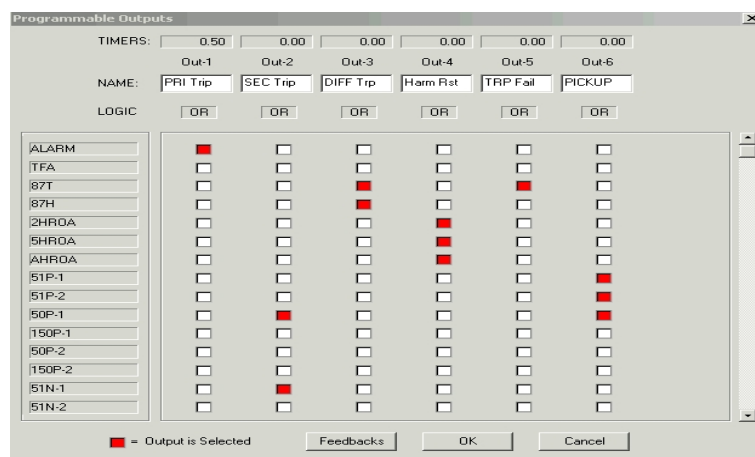 Programmable Outputs
TIMERS: 0.50 0.00 0.00 0.00 0.00 0.00
Out-1 Out-2 Out-3 Out-4 Out-5 Out-6
NAME: PRI Trip SEC Trip DIFF Trp Harm Rst TRP Fail PICKUP
LOGIC OR OR OR OR OR OR
ALARM
TFA
87T
87H
2HROA
5HROA
AHROA
51P-1
51P-2
50P-1
150P-1
50P-2
150P-2
51N-1
51N-2
= Output is Selected Feedbacks OK Cancel